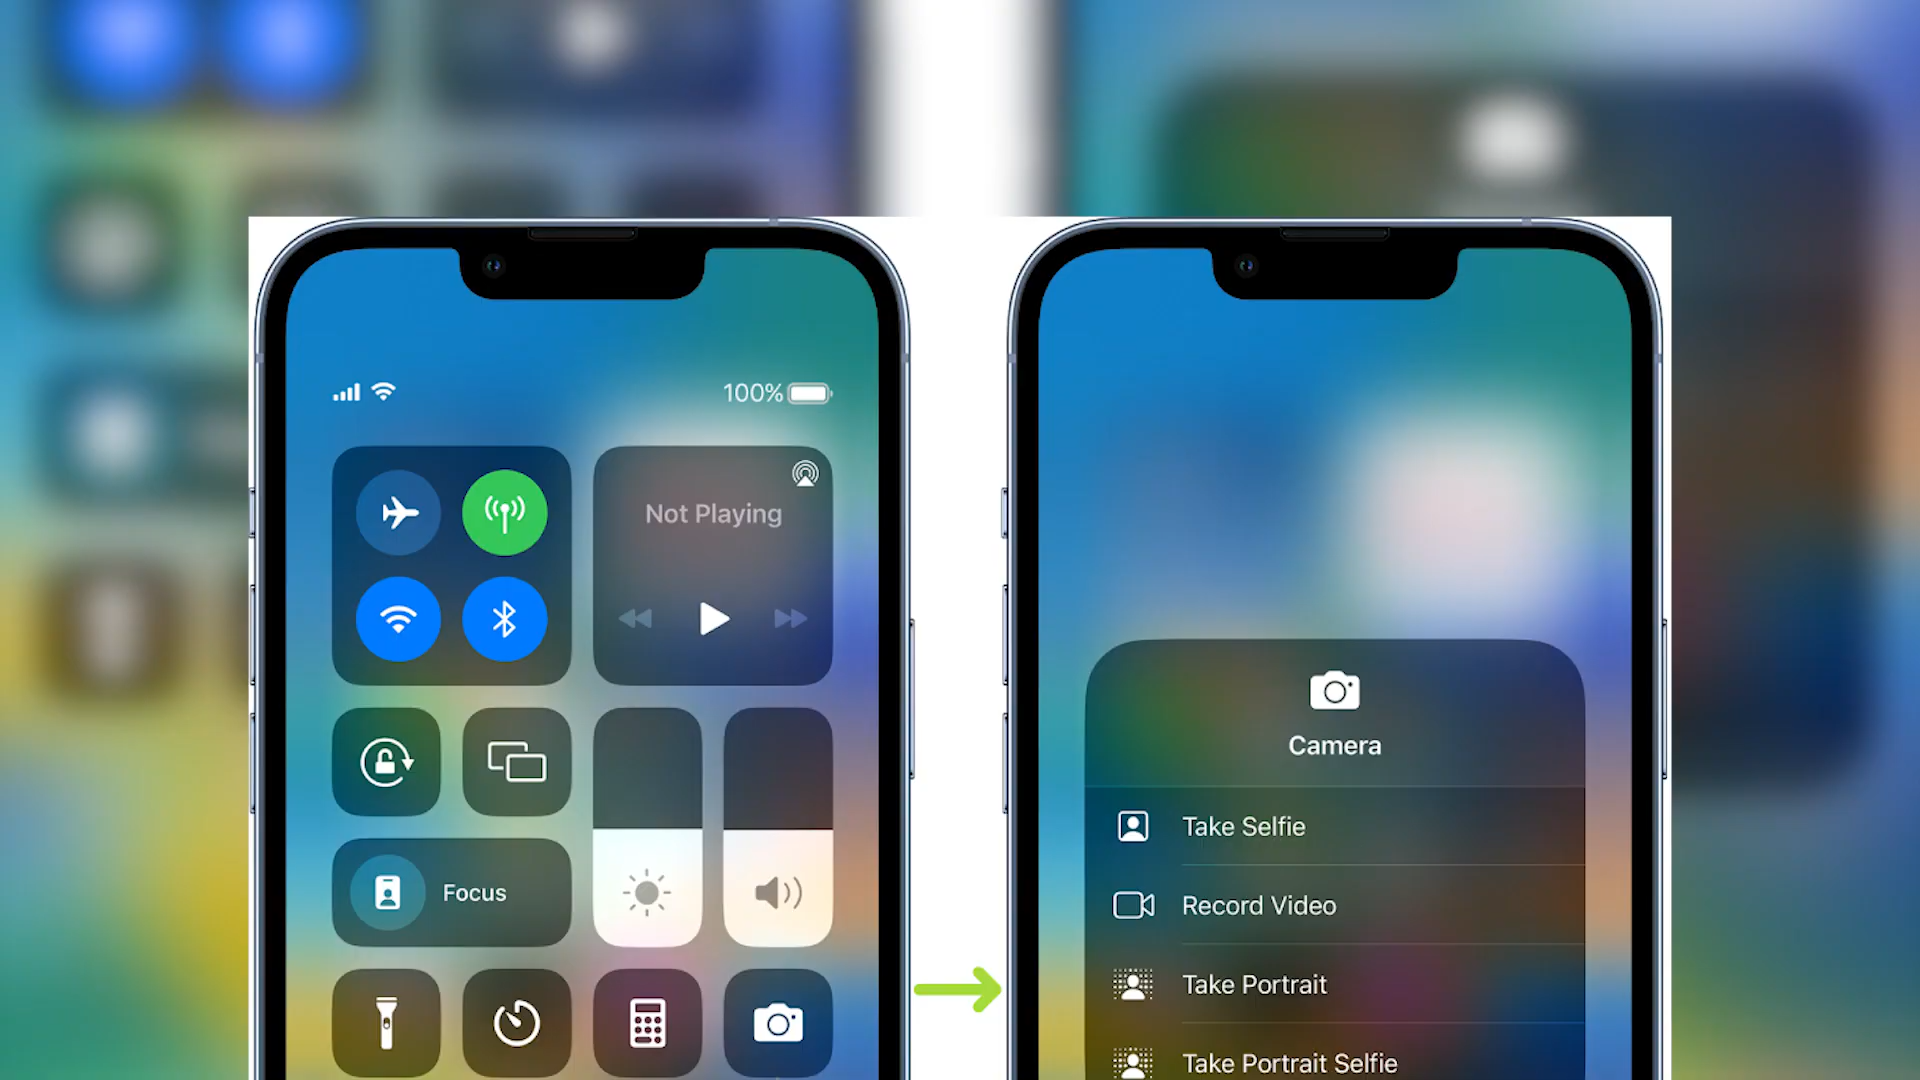 100%
Not Playing
Focus
Camera
Take Selfie
Record Video
Take Portrait
Take Portrait Selfie